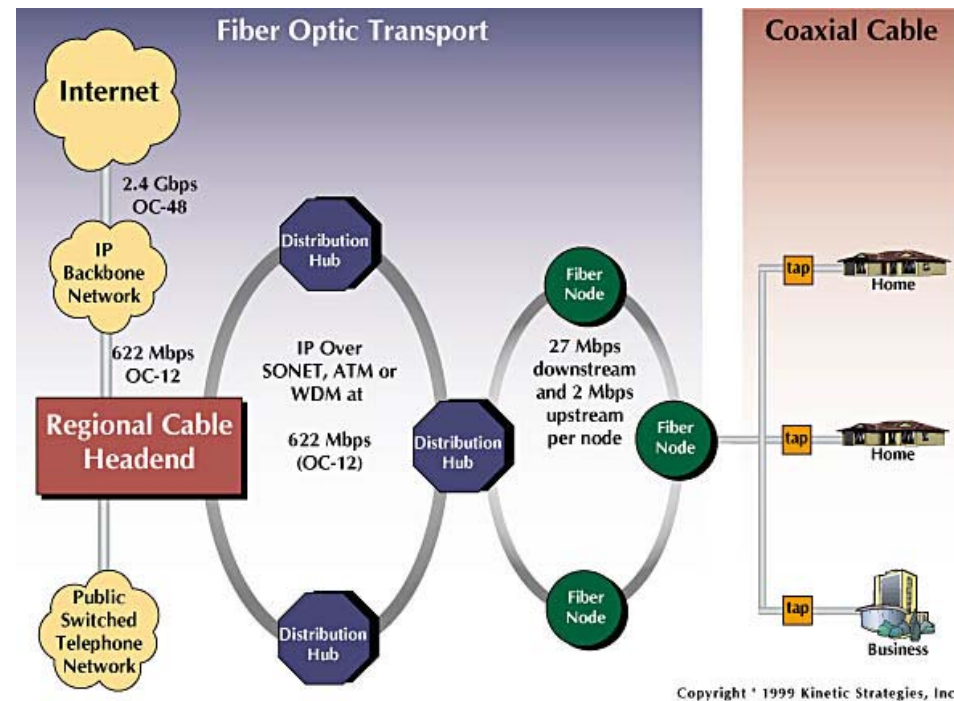 Fiber Optic Transport
Coaxial Cable
Internet
2.4 Gbps
OC-48
IP
Backbone
Network
622 Mbps
OC-12
Regional Cable
Headend
Public
Switched
Telephone
Network
Distribution
Hub
IP Over
SONET, ATM or
WDM at
622 Mbps
(OC-12)
Distribution
Hub
Distribution
Hub
Fiber
Node
27 Mbps
downstream
and 2 Mbps
upstream
per node
Fiber
Node
Fiber
Node
tap
Home
tap
Home
tap
Business
Copyright ' 1999 Kinetic Strategies, Inc